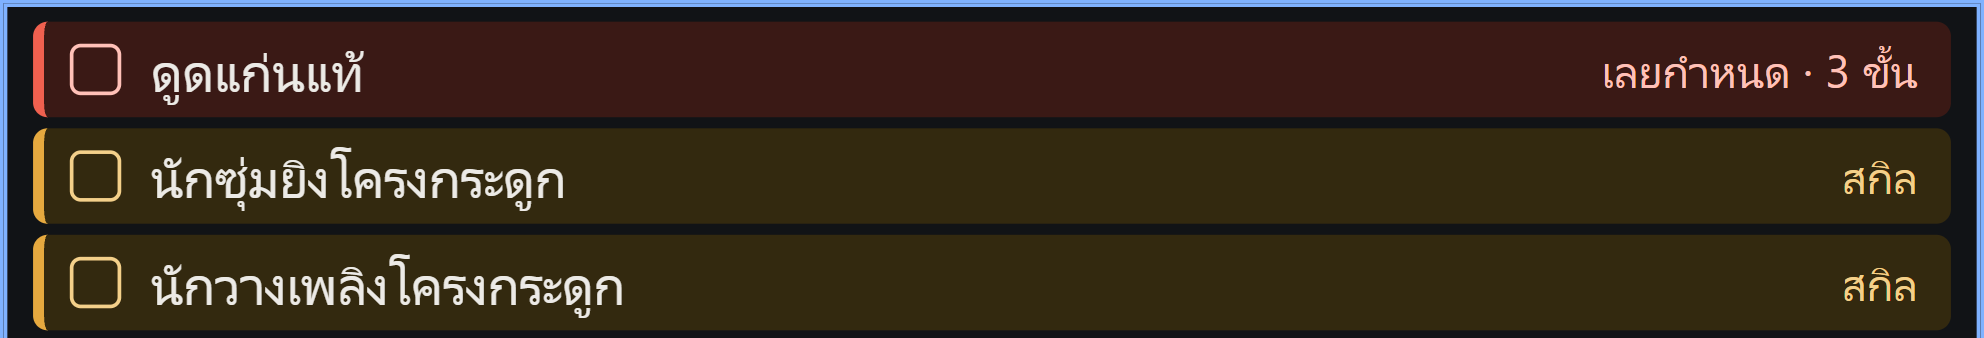 ดูดแก่นแท้ เลยกำหนด · 3 ขั้น
นักซุ่มยิงโครงกระดูก สกิล
นักวางเพลิงโครงกระดูก สกิล